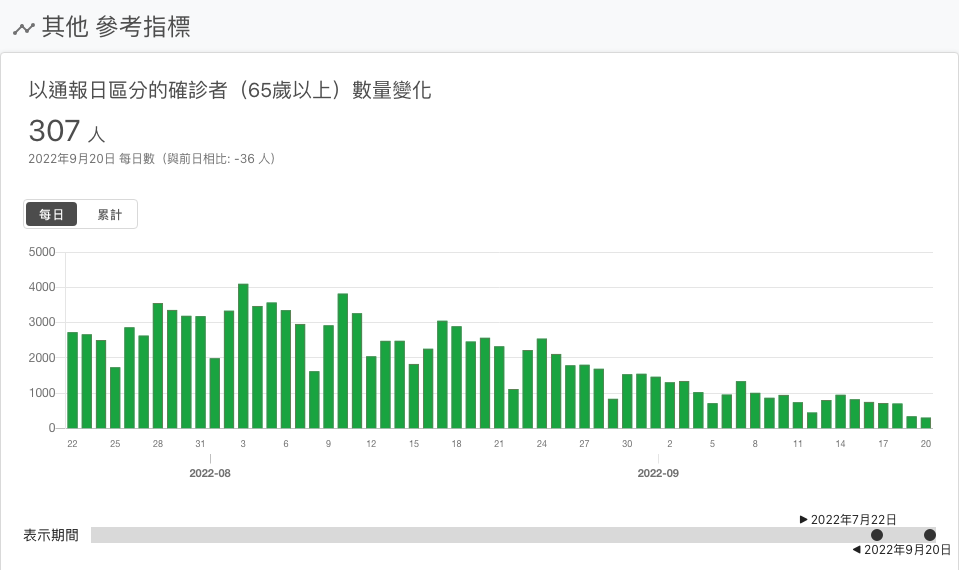 其他 參考指標
以通報日區分的確診者（65歲以上）數量變化
307 人
2022年9月20日 每日數（與前日相比: -36 人）
每日 累計
5000
4000
3000
2000
1000
0
22 25 28 31 3 6 9 12 15 18 21 24 27 30 2 5 8 11 14 17 20
2022-08 2022-09
2022年7月22日
表示期間
2022年9月20日